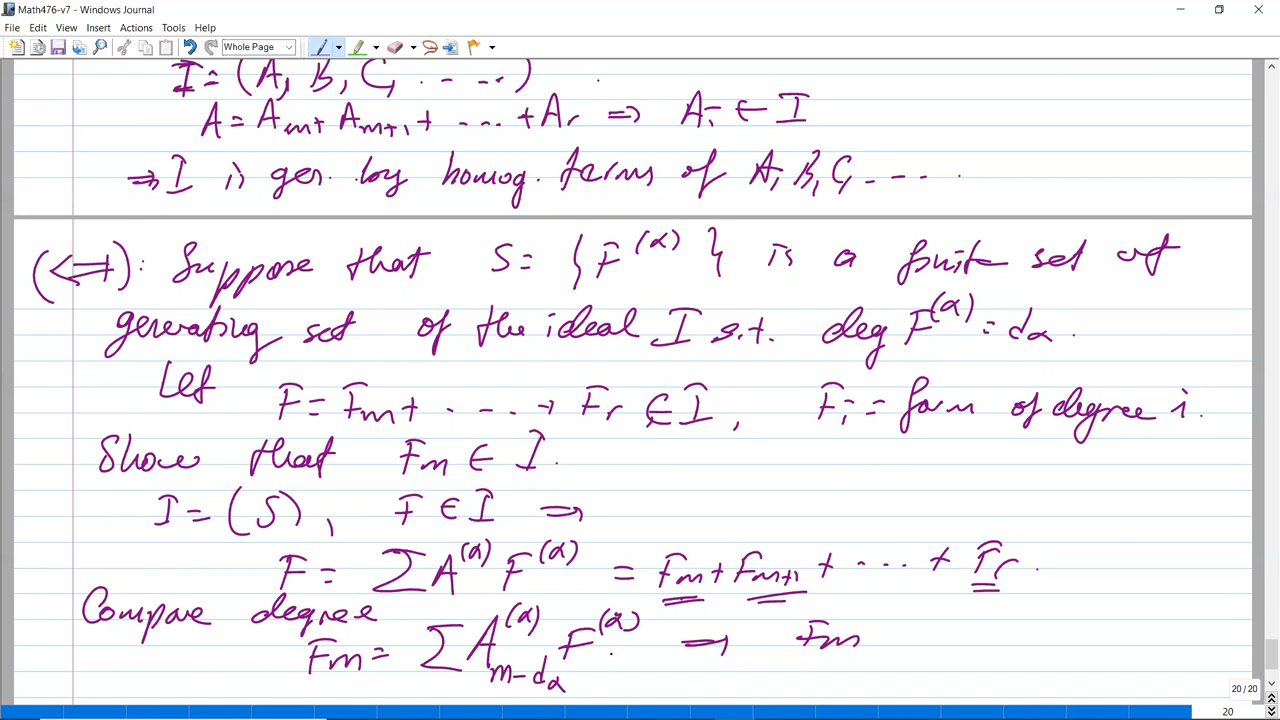 Math476-v7 - Windows Journal
File Edit View Insert Actions Tools Help
Whole Page
I = (A, B, C, . - ...)
A = A_m + A_{m+1} + ... + A_r ⇒ A_i ∈ I
⇒ I is gen. by homog. terms of A, B, C, - - - .
(⇐): Suppose that S = {F^(α)} is a finite set of
generating set of the ideal I s.t. deg F^(α) = d_α.
Let F = F_m + . - ... + F_r ∈ I, F_i = form of degree i.
Show that F_m ∈ I.
I = (S), F ∈ I ⇒
F = ∑ A^(α) F^(α) = F_m + F_{m+1} + ... + F_r.
Compare degree
F_m = ∑ A^(α)_{m-d_α} F^(α) ⇒ F_m
20 / 20
20